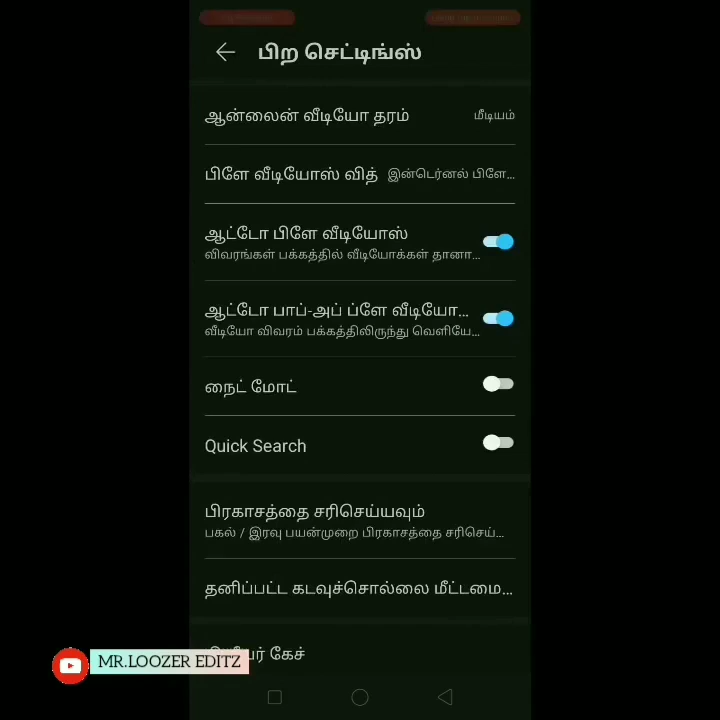 பிற செட்டிங்ஸ்
ஆன்லைன் வீடியோ தரம் மீடியம்
பிளே வீடியோஸ் வித் இன்டெர்னல் பிளே...
ஆட்டோ பிளே வீடியோஸ்
விவரங்கள் பக்கத்தில் வீடியோக்கள் தானா...
ஆட்டோ பாப்-அப் ப்ளே வீடியோ...
வீடியோ விவரம் பக்கத்திலிருந்து வெளியே...
நைட் மோட்
Quick Search
பிரகாசத்தை சரிசெய்யவும்
பகல் / இரவு பயன்முறை பிரகாசத்தை சரிசெய்...
தனிப்பட்ட கடவுச்சொல்லை மீட்டமை...
கேச்
MR.LOOZER EDITZ